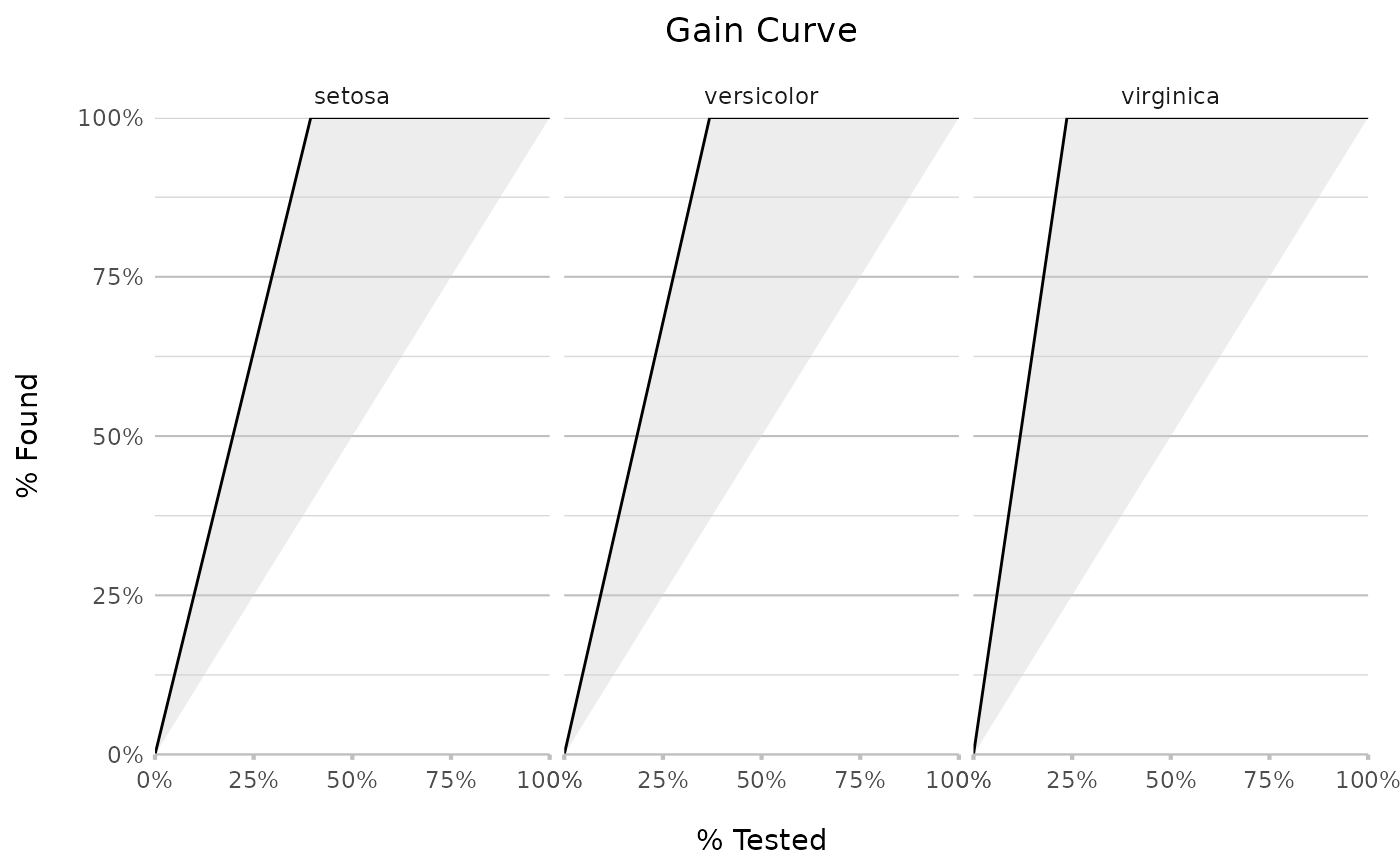 Gain Curve
setosa versicolor virginica
100%
75%
50%
25%
0%
% Found
0% 25% 50% 75% 100% 0% 25% 50% 75% 100% 0% 25% 50% 75% 100%
% Tested